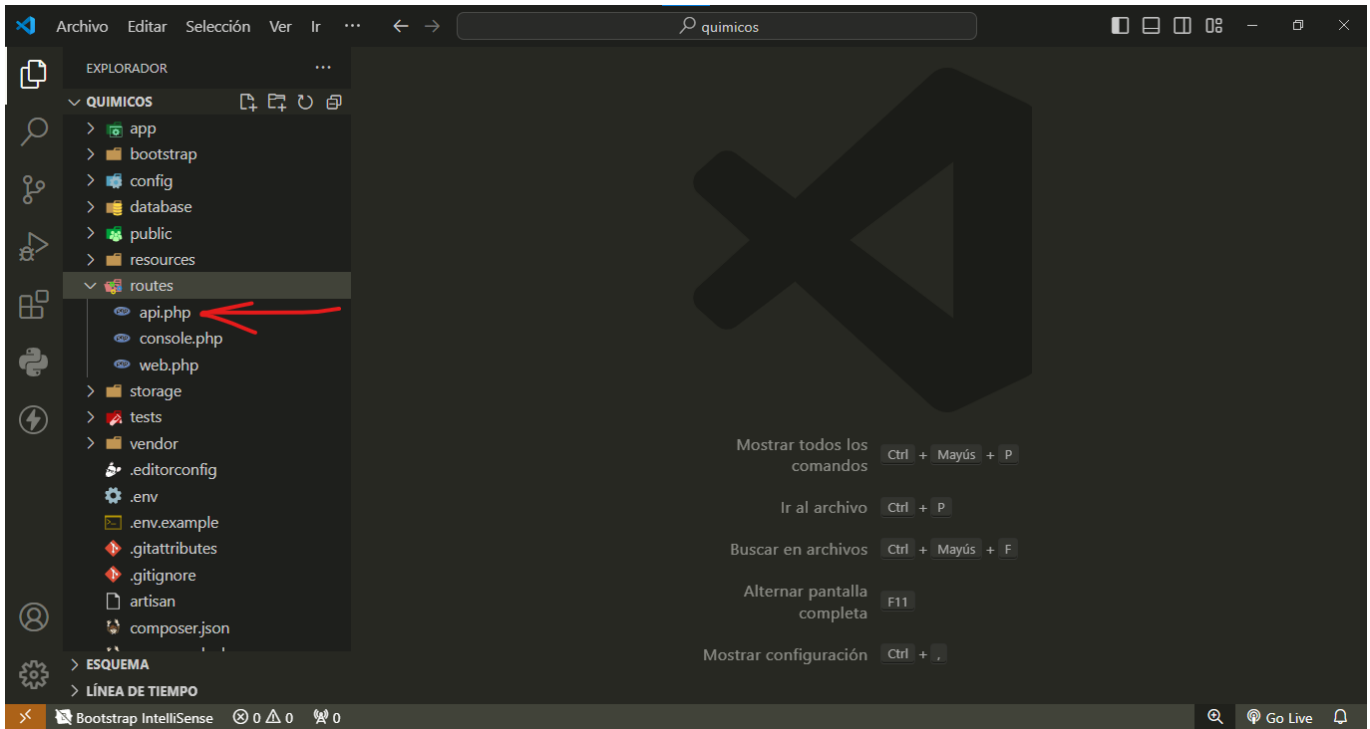 Archivo Editar Selección Ver Ir ··· quimicos
EXPLORADOR ···
QUIMICOS
app
bootstrap
config
database
public
resources
routes
api.php
console.php
web.php
storage
tests
vendor
.editorconfig
.env
.env.example
.gitattributes
.gitignore
artisan
composer.json
ESQUEMA
LÍNEA DE TIEMPO
Mostrar todos los
comandos Ctrl + Mayús + P
Ir al archivo Ctrl + P
Buscar en archivos Ctrl + Mayús + F
Alternar pantalla
completa F11
Mostrar configuración Ctrl + ,
Bootstrap IntelliSense 0 0 0 Go Live